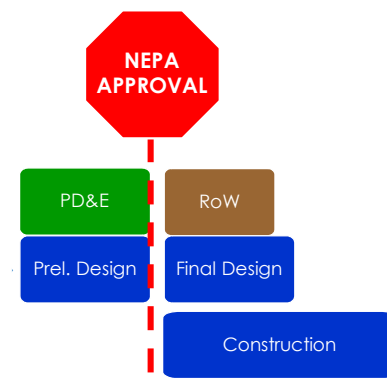 NEPA
APPROVAL
PD&E
RoW
Prel. Design
Final Design
Construction